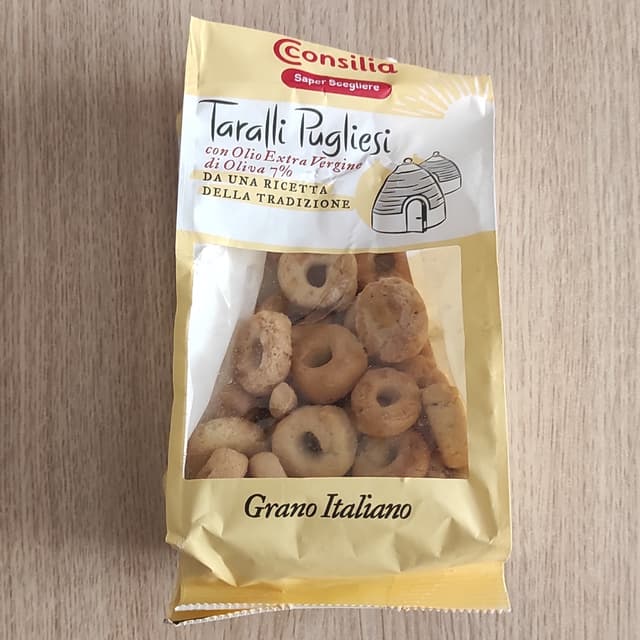 Consilia
Saper Scegliere
Taralli Pugliesi
con Olio Extra Vergine
di Oliva 7%
DA UNA RICETTA
DELLA TRADIZIONE
Grano Italiano